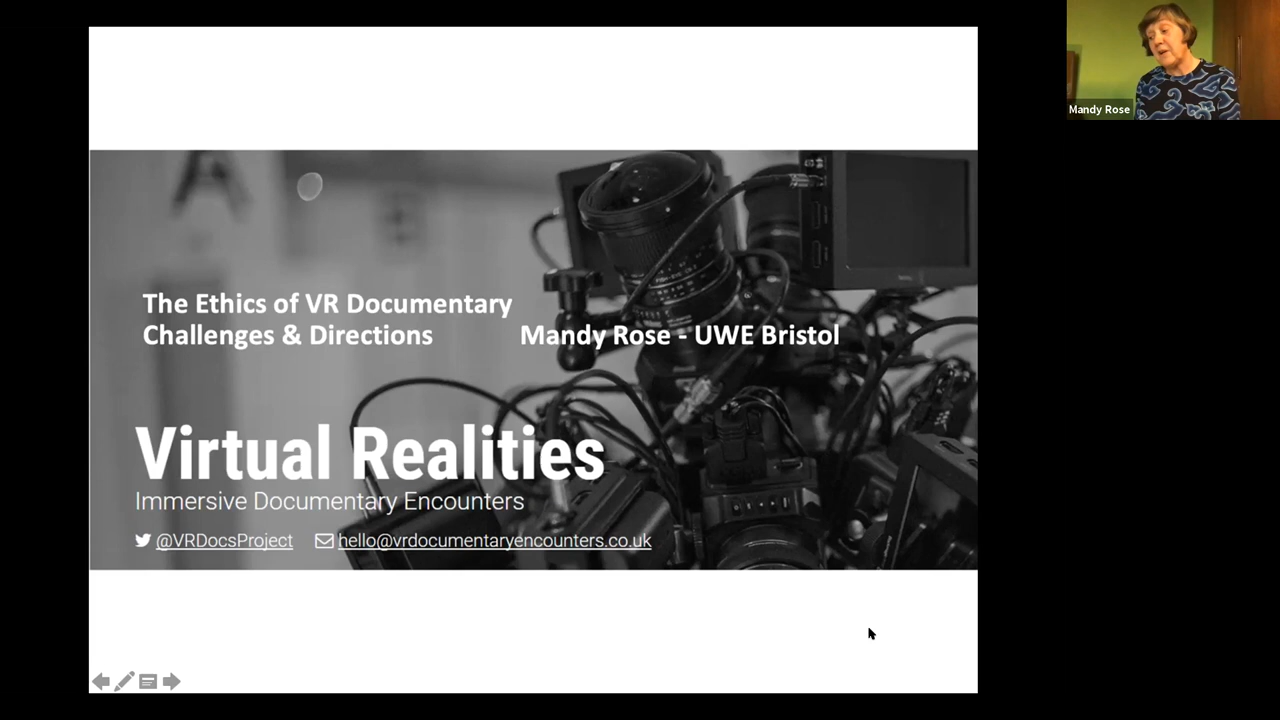 Mandy Rose
The Ethics of VR Documentary
Challenges & Directions Mandy Rose - UWE Bristol
Virtual Realities
Immersive Documentary Encounters
@VRDocsProject hello@vrdocumentaryencounters.co.uk